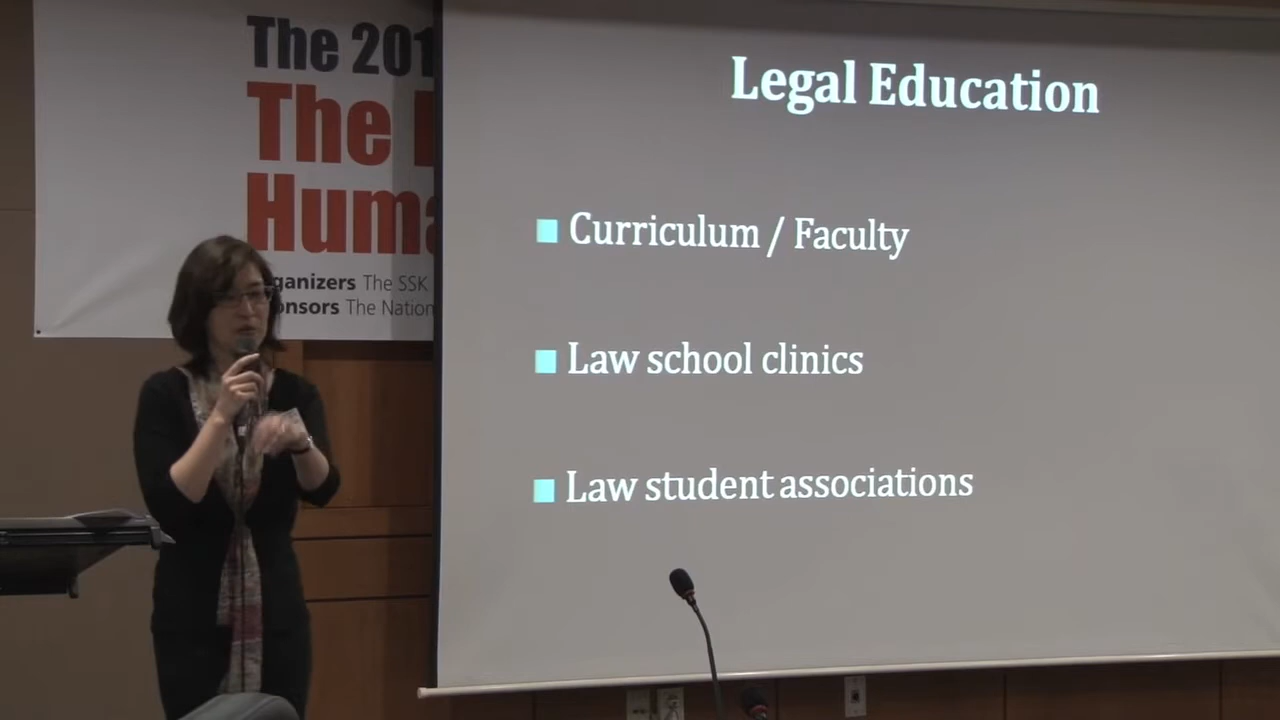 The 201
The
Huma
ganizers The SSK
onsors The Nation
Legal Education
Curriculum / Faculty
Law school clinics
Law student associations